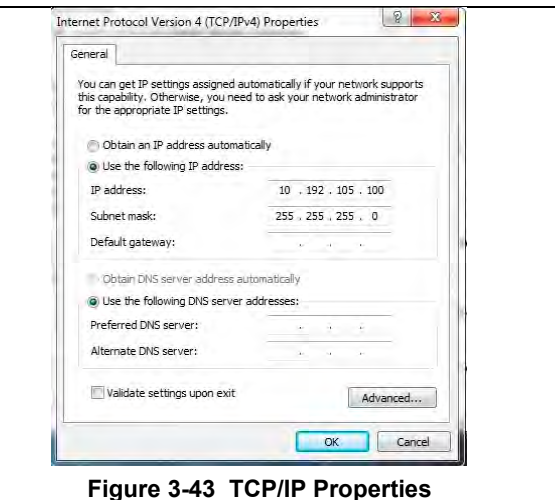 Internet Protocol Version 4 (TCP/IPv4) Properties
General
You can get IP settings assigned automatically if your network supports
this capability. Otherwise, you need to ask your network administrator
for the appropriate IP settings.
Obtain an IP address automatically
Use the following IP address:
IP address: 10 . 192 . 105 . 100
Subnet mask: 255 . 255 . 255 . 0
Default gateway: . . .
Obtain DNS server address automatically
Use the following DNS server addresses:
Preferred DNS server: . . .
Alternate DNS server: . . .
Validate settings upon exit
Advanced...
OK Cancel
Figure 3-43 TCP/IP Properties